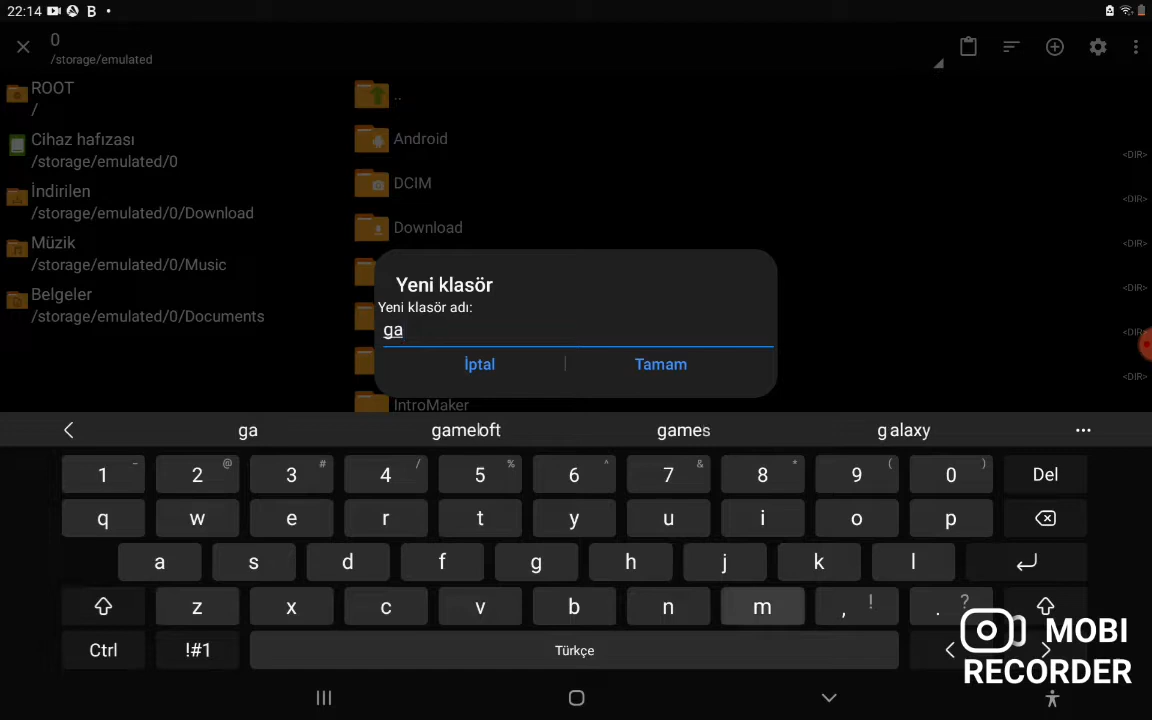 22:14 B
0
/storage/emulated
ROOT
/
Cihaz hafızası
/storage/emulated/0
İndirilen
/storage/emulated/0/Download
Müzik
/storage/emulated/0/Music
Belgeler
/storage/emulated/0/Documents
..
Android
DCIM
Download
IntroMaker
<DIR>
<DIR>
<DIR>
<DIR>
<DIR>
<DIR>
Yeni klasör
Yeni klasör adı:
ga
İptal | Tamam
ga gameloft games galaxy ...
1 - 2 @ 3 # 4 / 5 % 6 ^ 7 & 8 * 9 ( 0 ) Del
q w e r t y u i o p
a s d f g h j k l
z x c v b n m , ! . ?
Ctrl !#1 Türkçe
MOBI
RECORDER